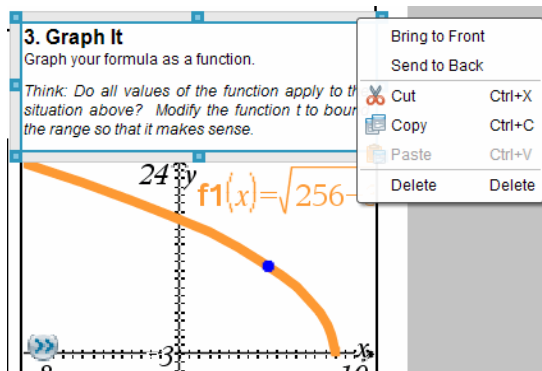 3. Graph It
Graph your formula as a function.
Think: Do all values of the function apply to
situation above? Modify the function t to
the range so that it makes sense.
Bring to Front
Send to Back
Cut Ctrl+X
Copy Ctrl+C
Paste Ctrl+V
Delete Delete
24 y
f1(x)=√256-
x
-3
10